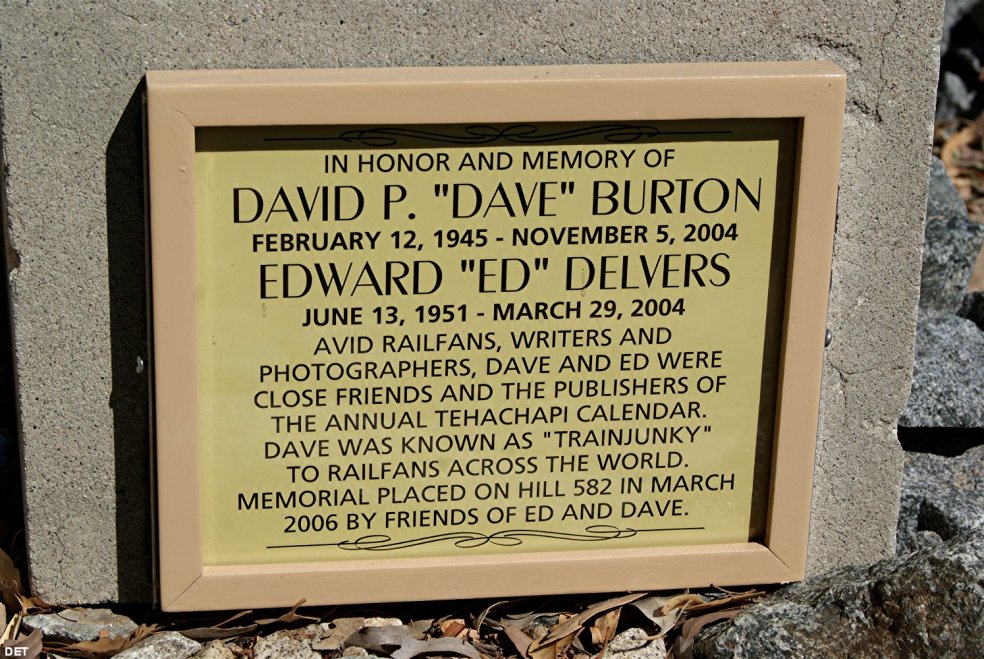 IN HONOR AND MEMORY OF
DAVID P. "DAVE" BURTON
FEBRUARY 12, 1945 - NOVEMBER 5, 2004
EDWARD "ED" DELVERS
JUNE 13, 1951 - MARCH 29, 2004
AVID RAILFANS, WRITERS AND
PHOTOGRAPHERS, DAVE AND ED WERE
CLOSE FRIENDS AND THE PUBLISHERS OF
THE ANNUAL TEHACHAPI CALENDAR.
DAVE WAS KNOWN AS "TRAINJUNKY"
TO RAILFANS ACROSS THE WORLD.
MEMORIAL PLACED ON HILL 582 IN MARCH
2006 BY FRIENDS OF ED AND DAVE.
DET